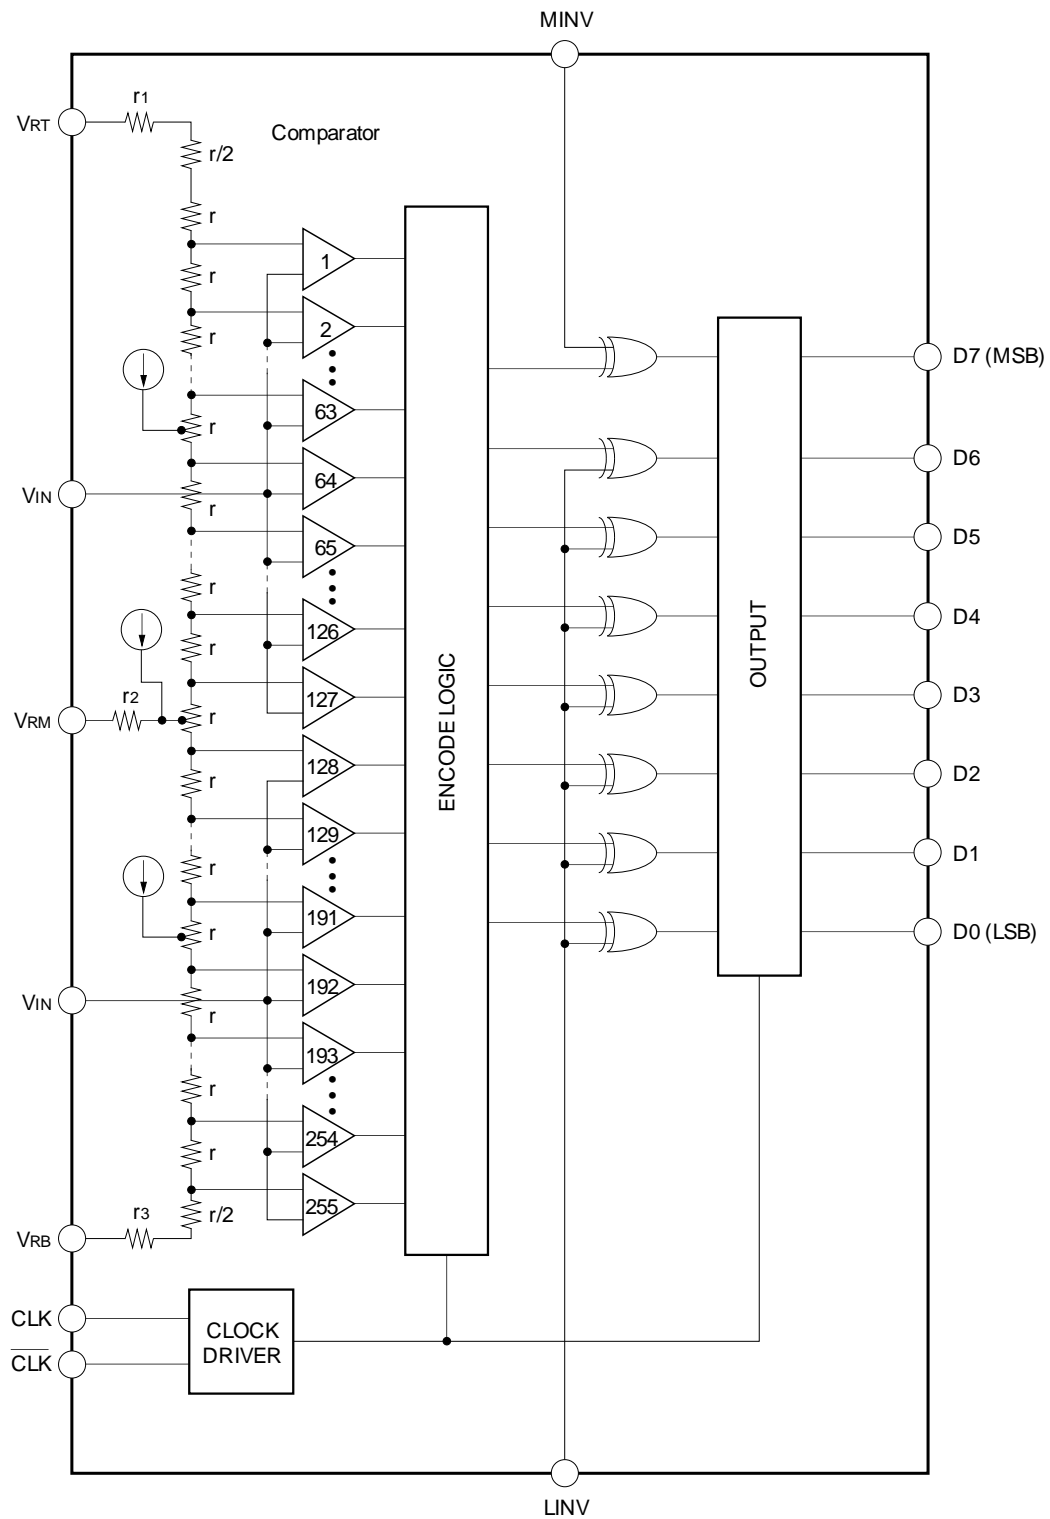 MINV
VRT
r1
r/2
Comparator
r
r
1
r
2
r
63
VIN
64
r
65
r
126
r
127
VRM
r2
r
128
r
129
r
191
r
VIN
192
r
193
r
254
r
255
r/2
VRB
r3
ENCODE LOGIC
OUTPUT
D7 (MSB)
D6
D5
D4
D3
D2
D1
D0 (LSB)
CLK
CLK
CLOCK
DRIVER
LINV